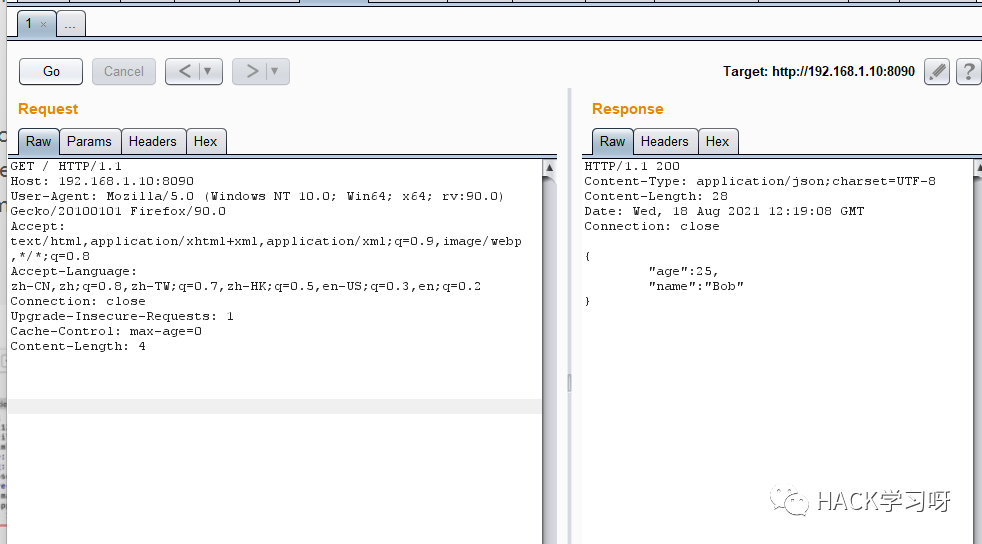 1 × ...
Go Cancel < ▼ > ▼
Target: http://192.168.1.10:8090 ?
Request
Raw Params Headers Hex
GET / HTTP/1.1
Host: 192.168.1.10:8090
User-Agent: Mozilla/5.0 (Windows NT 10.0; Win64; x64; rv:90.0)
Gecko/20100101 Firefox/90.0
Accept:
text/html,application/xhtml+xml,application/xml;q=0.9,image/webp
,*/*;q=0.8
Accept-Language:
zh-CN,zh;q=0.8,zh-TW;q=0.7,zh-HK;q=0.5,en-US;q=0.3,en;q=0.2
Connection: close
Upgrade-Insecure-Requests: 1
Cache-Control: max-age=0
Content-Length: 4
Response
Raw Headers Hex
HTTP/1.1 200
Content-Type: application/json;charset=UTF-8
Content-Length: 28
Date: Wed, 18 Aug 2021 12:19:08 GMT
Connection: close
{
"age":25,
"name":"Bob"
}
HACK学习呀